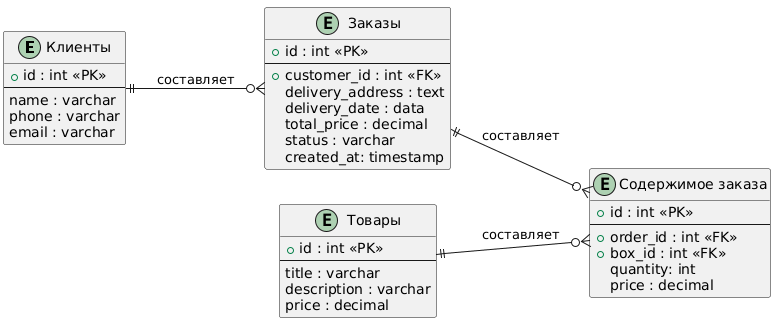 E Клиенты
id : int «PK»
name : varchar
phone : varchar
email : varchar
составляет
E Заказы
id : int «PK»
customer_id : int «FK»
delivery_address : text
delivery_date : data
total_price : decimal
status : varchar
created_at: timestamp
составляет
E Товары
id : int «PK»
title : varchar
description : varchar
price : decimal
составляет
E Содержимое заказа
id : int «PK»
order_id : int «FK»
box_id : int «FK»
quantity: int
price : decimal